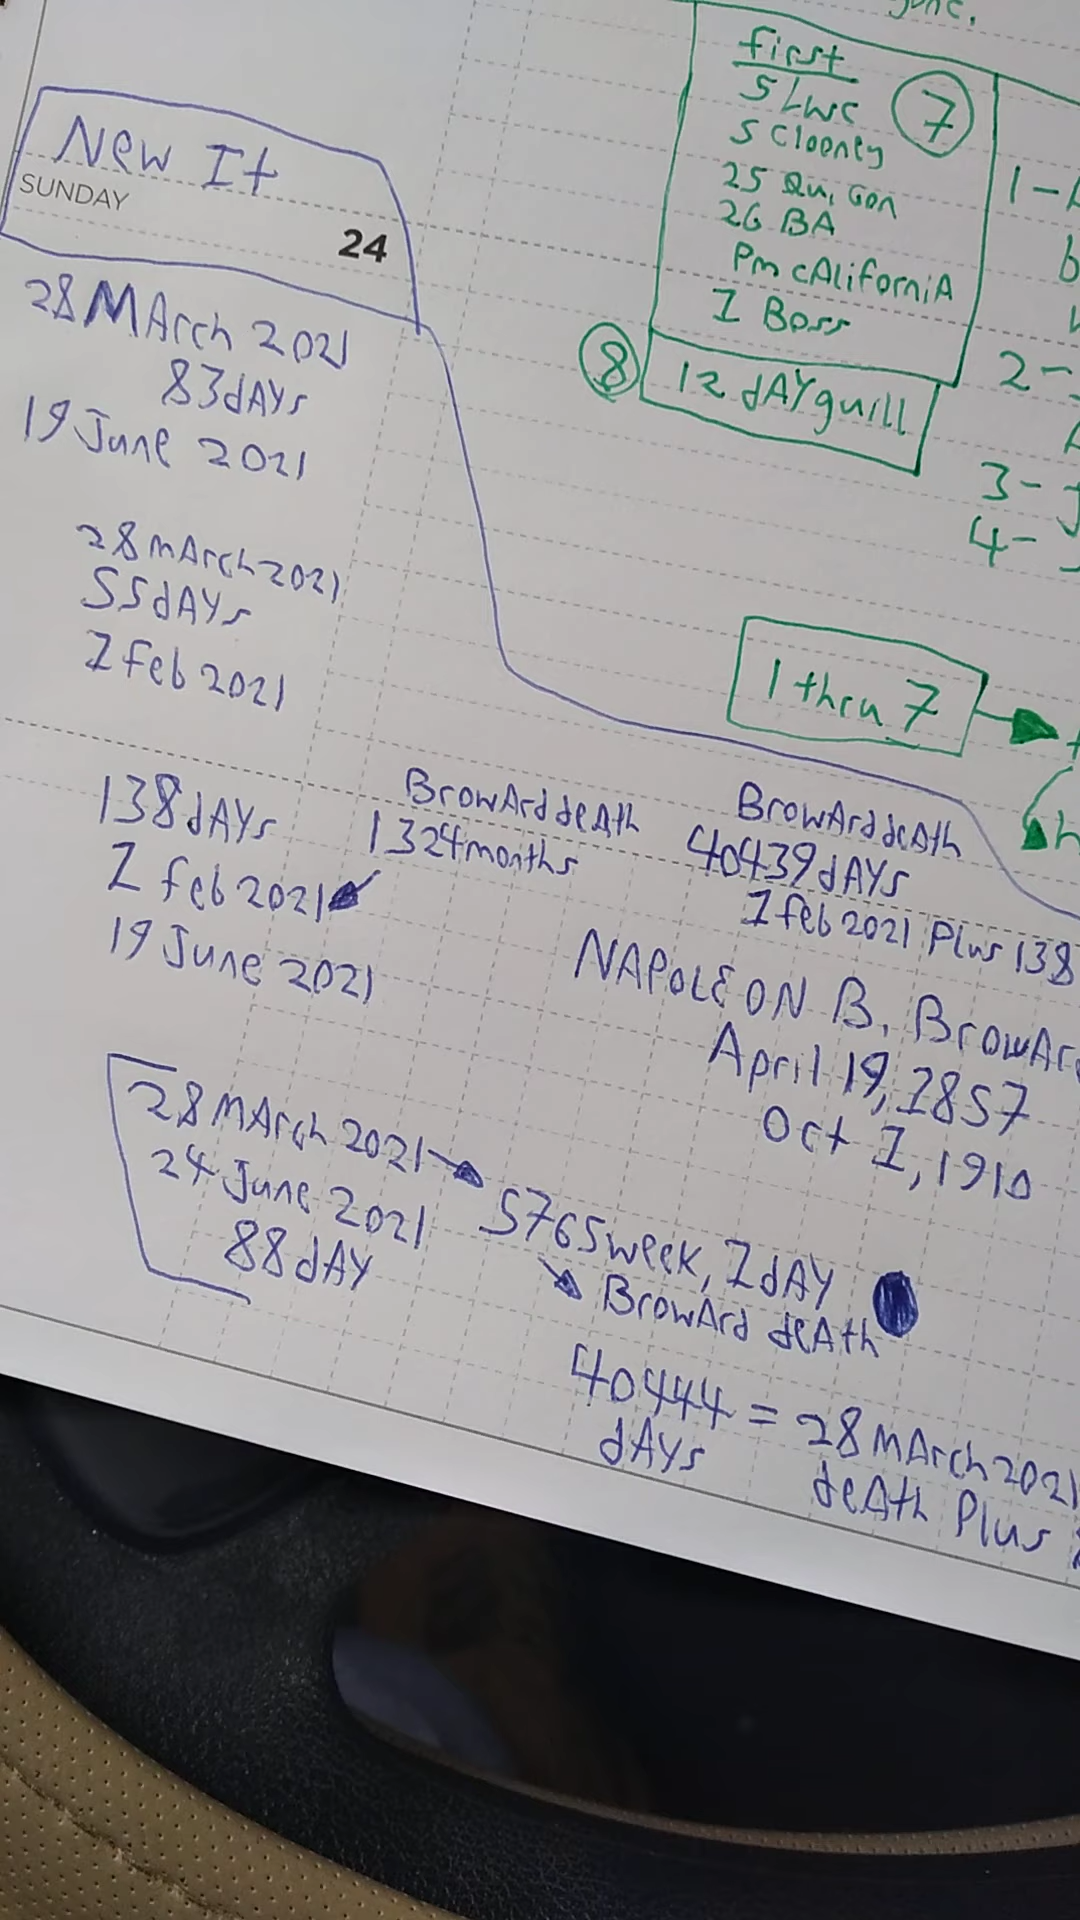 New It
SUNDAY
24
28 MArch 2021
83 dAYs
19 June 2021
28 mArch 2021
55 dAYs
1 feb 2021
138 dAYs
1 feb 2021
19 June 2021
BrowArd deAth
1324 months
BrowArd deAth
40439 dAYs
1 feb 2021 Plus 138
NAPOLEON B. BrowAr
April 19, 1857
Oct 1, 1910
28 MArch 2021
24 June 2021
88 dAY
5765 week, 1 dAY
BrowArd deAth
40444 = 28 mArch 2021
dAYs deAth Plus
first
7
5 LWC
5 Clooney
25 Qu, Gon
26 BA
Pm cAliforniA
1 Boss
8
12 dAY guill
1 -
2 -
3 -
4 -
1 thru 7